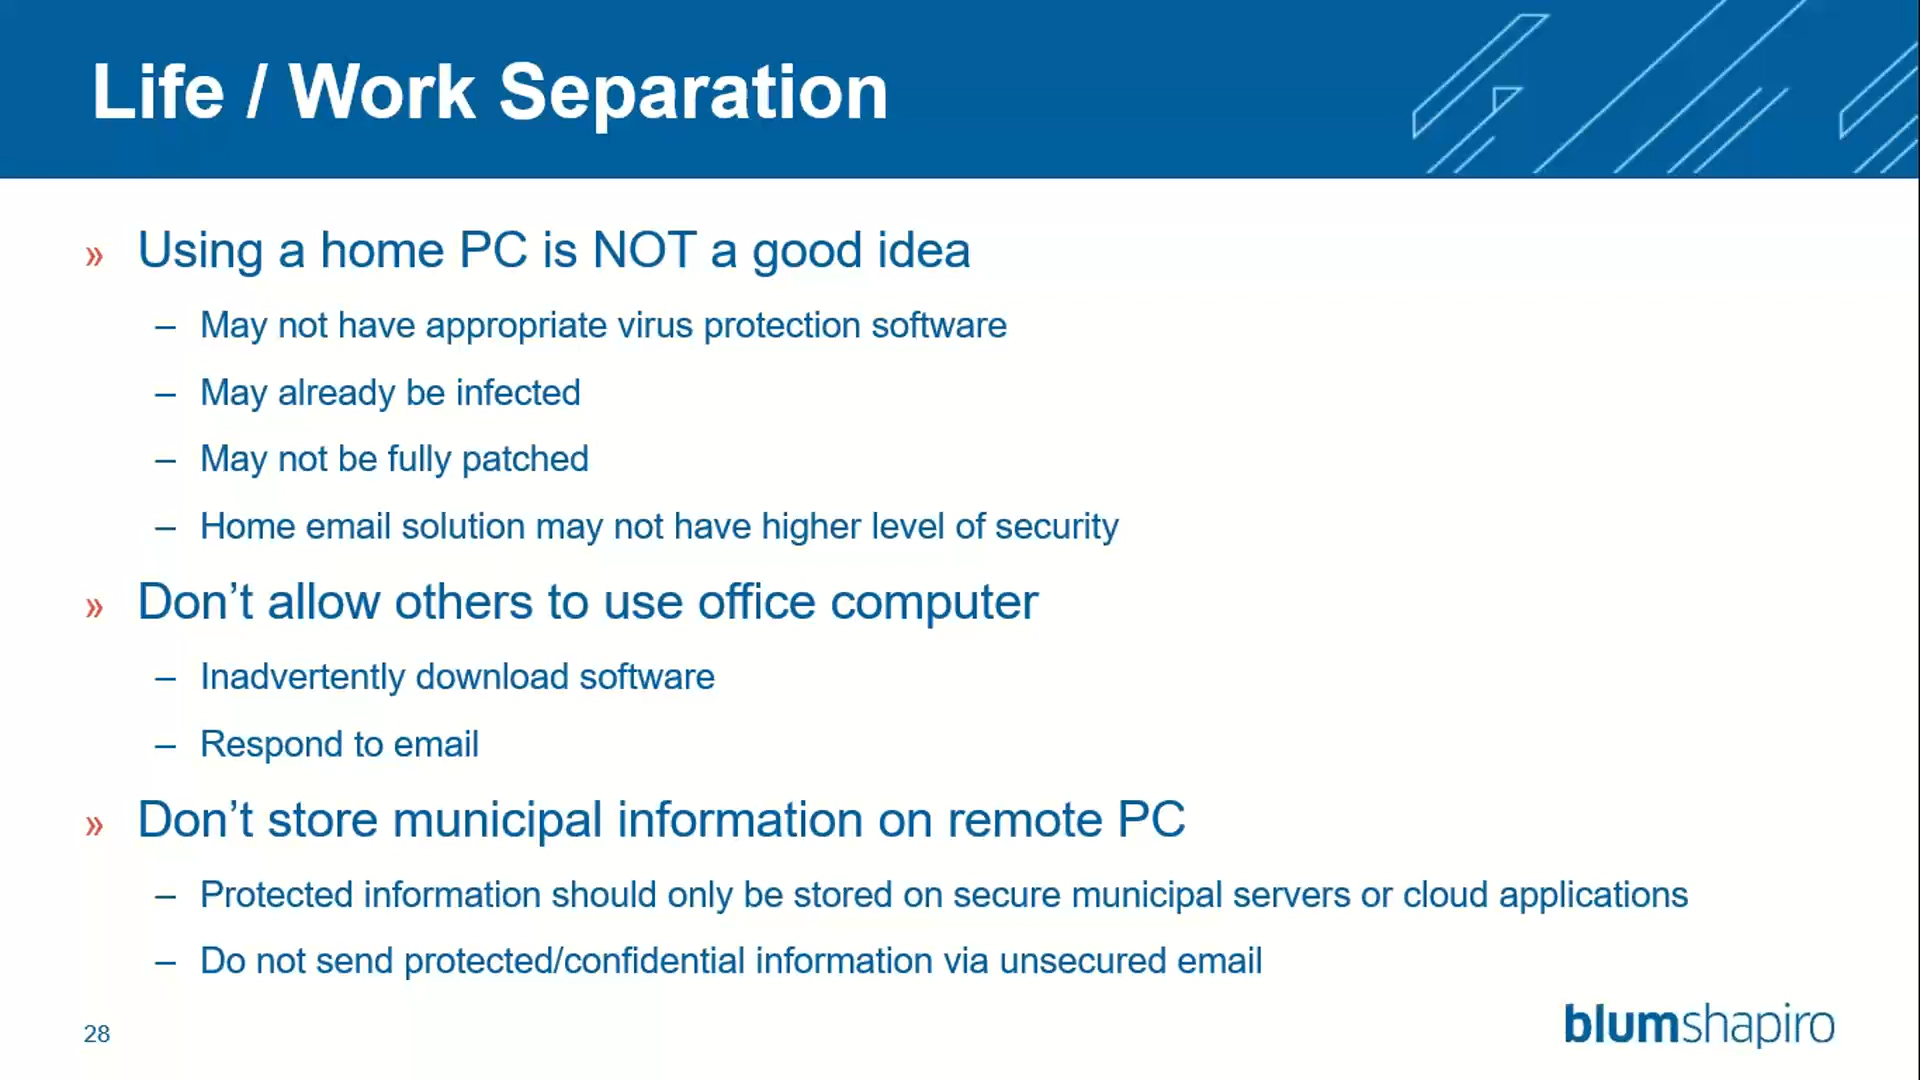 Life / Work Separation
» Using a home PC is NOT a good idea
– May not have appropriate virus protection software
– May already be infected
– May not be fully patched
– Home email solution may not have higher level of security
» Don’t allow others to use office computer
– Inadvertently download software
– Respond to email
» Don’t store municipal information on remote PC
– Protected information should only be stored on secure municipal servers or cloud applications
– Do not send protected/confidential information via unsecured email
28
blumshapiro